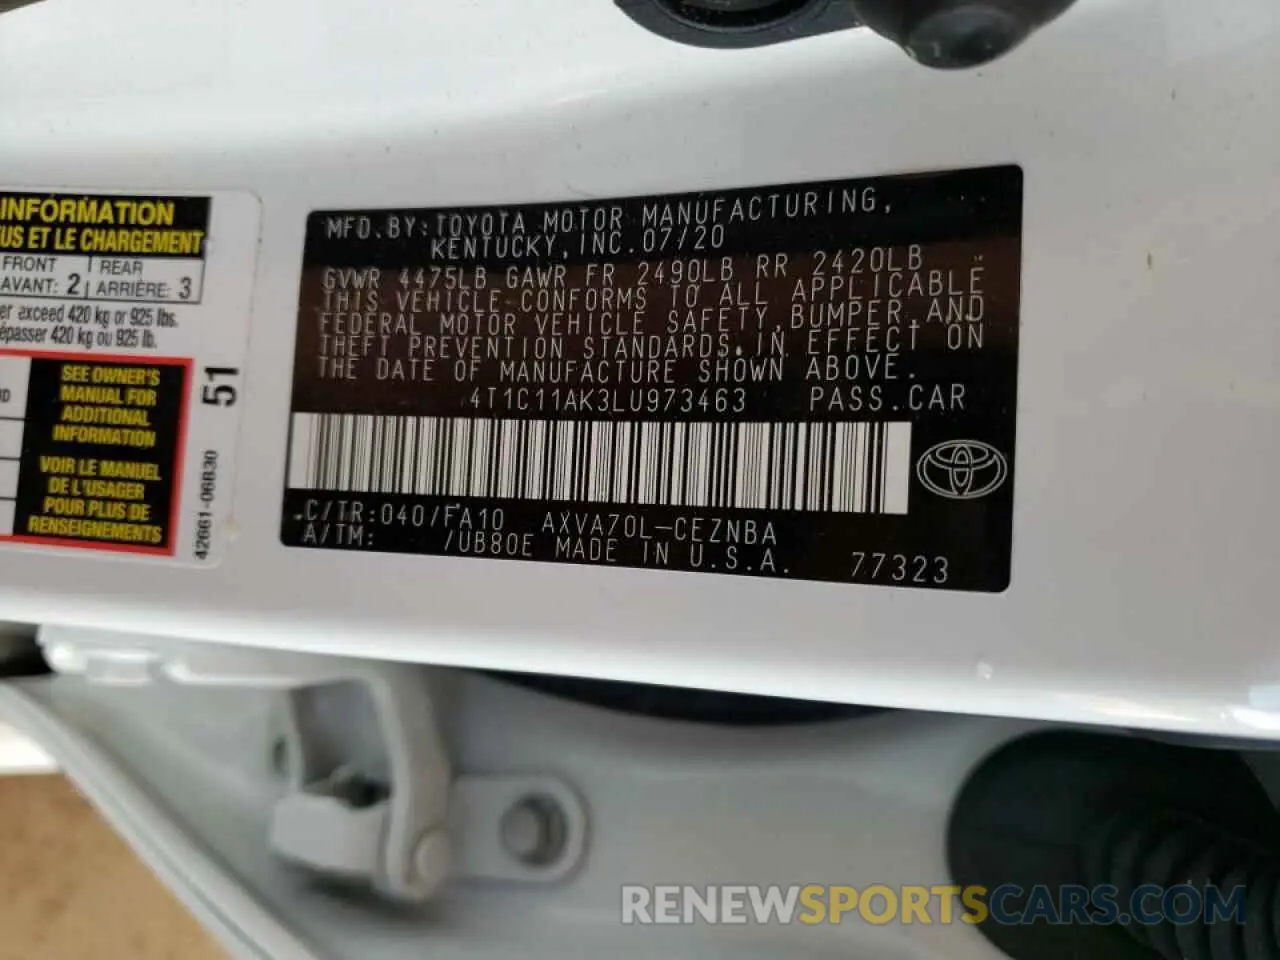 INFORMATION
US ET LE CHARGEMENT
FRONT
AVANT: 2
REAR
ARRIÈRE: 3
er exceed 420 kg or 925 lbs.
épasser 420 kg ou 925 lb.
SEE OWNER'S
MANUAL FOR
ADDITIONAL
INFORMATION
VOIR LE MANUEL
DE L'USAGER
POUR PLUS DE
RENSEIGNEMENTS
51
42661-06B30
MFD.BY:TOYOTA MOTOR MANUFACTURING,
KENTUCKY,INC.07/20
GVWR 4475LB GAWR FR 2490LB RR 2420LB
THIS VEHICLE CONFORMS TO ALL APPLICABLE
FEDERAL MOTOR VEHICLE SAFETY,BUMPER,AND
THEFT PREVENTION STANDARDS.IN EFFECT ON
THE DATE OF MANUFACTURE SHOWN ABOVE.
4T1C11AK3LU973463 PASS.CAR
C/TR:040/FA10 AXVA70L-CEZNBA
A/TM: /UB80E MADE IN U.S.A. 77323
RENEWSPORTSCARS.COM